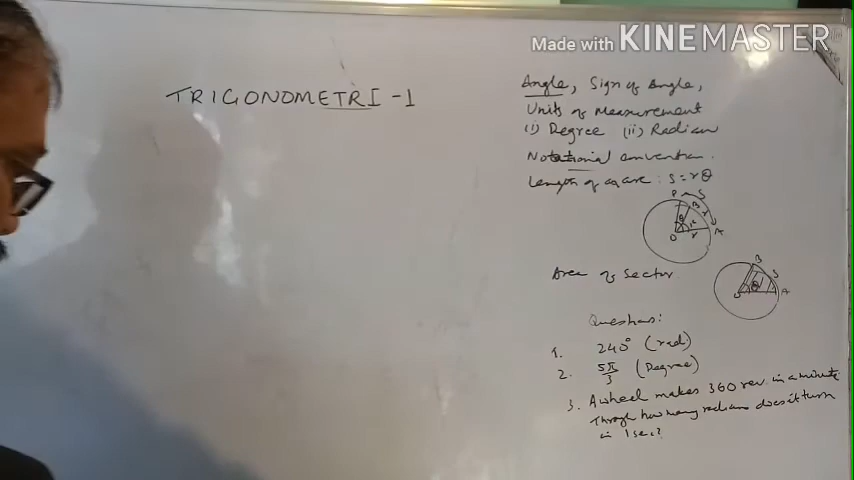 Made with KINEMASTER
TRIGONOMETRI -1
Angle, Sign of Angle,
Units of Measurement
(i) Degree (ii) Radian
Notational convention.
Length of an arc: S = r θ
P S
B
θ r A
O r
Area of Sector.
B
S
θ A
Questions:
1. 240° (rad)
2. 5π/3 (Degree)
3. A wheel makes 360 rev. in a minute
Through how many radians does it turn
in 1 sec?